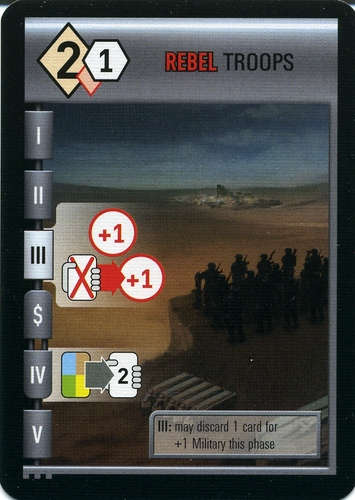 2 1 REBEL TROOPS
I
II
+1
III +1
$
IV 2
V
III: may discard 1 card for
+1 Military this phase